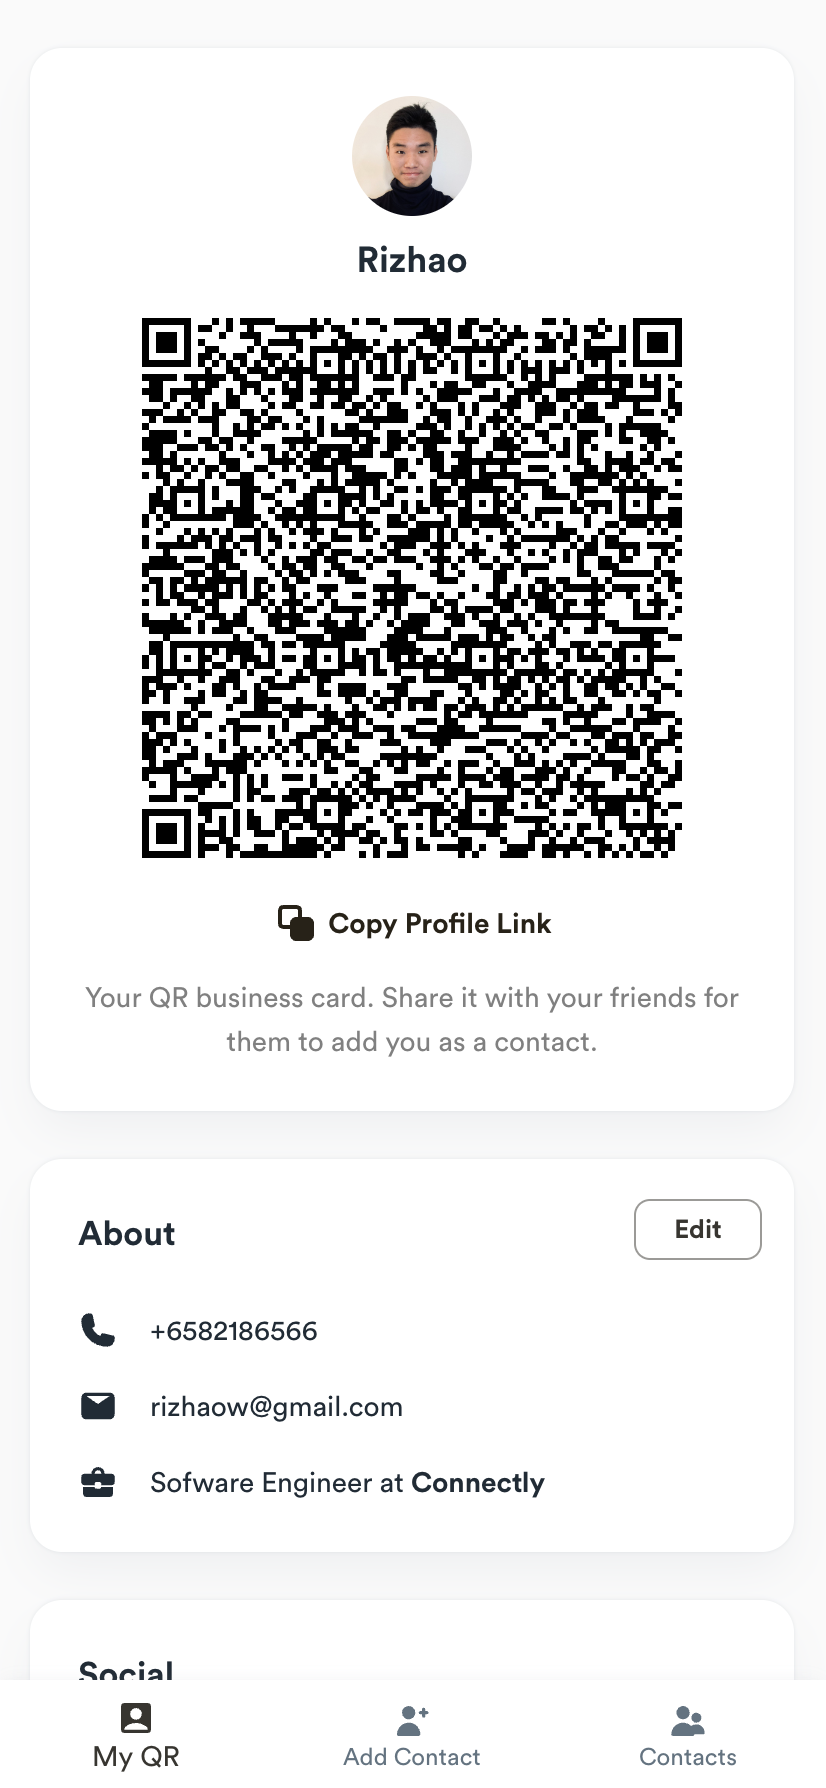 Rizhao
Copy Profile Link
Your QR business card. Share it with your friends for
them to add you as a contact.
About
Edit
+6582186566
rizhaow@gmail.com
Sofware Engineer at Connectly
Social
My QR
Add Contact
Contacts